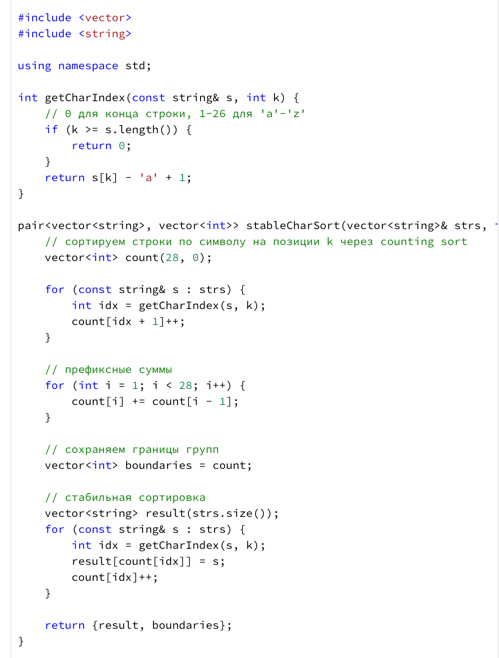 #include <vector>
#include <string>

using namespace std;

int getCharIndex(const string& s, int k) {
    // 0 для конца строки, 1-26 для 'a'-'z'
    if (k >= s.length()) {
        return 0;
    }
    return s[k] - 'a' + 1;
}

pair<vector<string>, vector<int>> stableCharSort(vector<string>& strs,
    // сортируем строки по символу на позиции k через counting sort
    vector<int> count(28, 0);

    for (const string& s : strs) {
        int idx = getCharIndex(s, k);
        count[idx + 1]++;
    }

    // префиксные суммы
    for (int i = 1; i < 28; i++) {
        count[i] += count[i - 1];
    }

    // сохраняем границы групп
    vector<int> boundaries = count;

    // стабильная сортировка
    vector<string> result(strs.size());
    for (const string& s : strs) {
        int idx = getCharIndex(s, k);
        result[count[idx]] = s;
        count[idx]++;
    }

    return {result, boundaries};
}